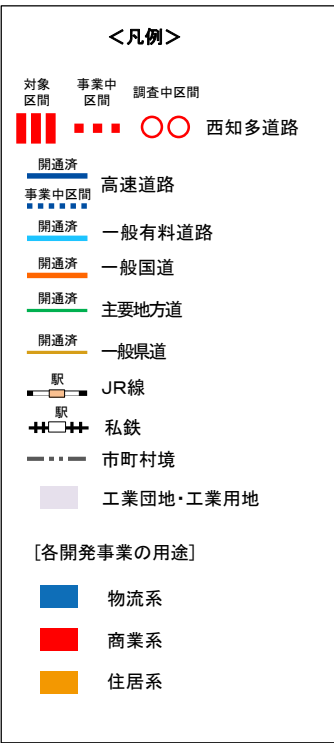 ＜凡例＞
対象区間 事業中区間 調査中区間
西知多道路
開通済
高速道路
事業中区間
開通済
一般有料道路
開通済
一般国道
開通済
主要地方道
開通済
一般県道
駅
ＪＲ線
駅
私鉄
市町村境
工業団地・工業用地
[各開発事業の用途]
物流系
商業系
住居系